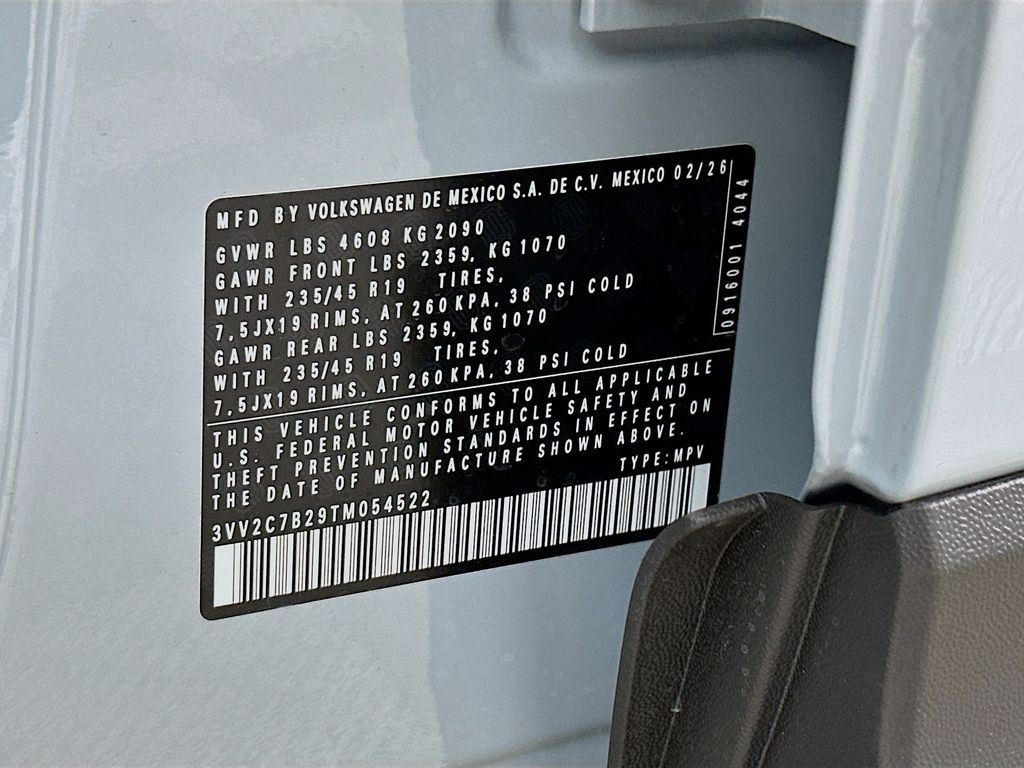 MFD BY VOLKSWAGEN DE MEXICO S.A. DE C.V. MEXICO 02/26
GVWR LBS 4608 KG 2090
GAWR FRONT LBS 2359, KG 1070
WITH 235/45 R19 TIRES,
7,5JX19 RIMS, AT 260 KPA, 38 PSI COLD
GAWR REAR LBS 2359, KG 1070
WITH 235/45 R19 TIRES,
7,5JX19 RIMS, AT 260 KPA, 38 PSI COLD
THIS VEHICLE CONFORMS TO ALL APPLICABLE
U.S. FEDERAL MOTOR VEHICLE SAFETY AND
THEFT PREVENTION STANDARDS IN EFFECT ON
THE DATE OF MANUFACTURE SHOWN ABOVE.
3VV2C7B29TM054522 TYPE: MPV
0916001 4044